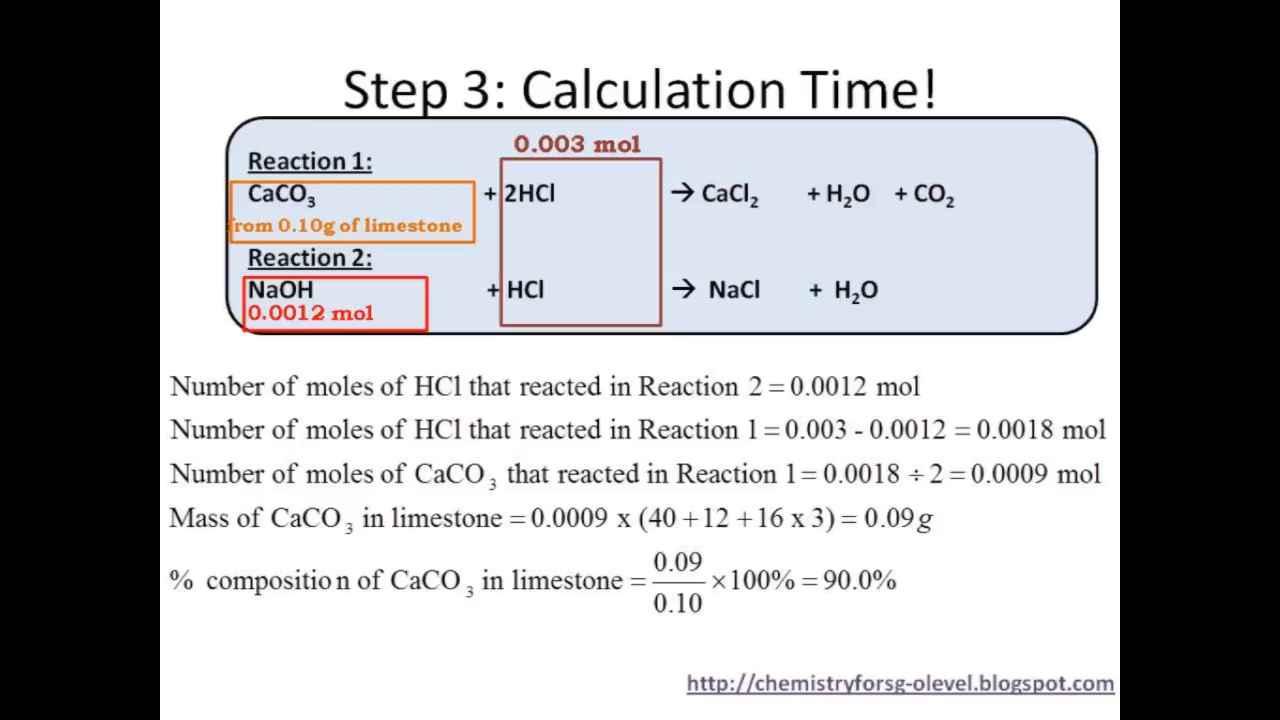 Step 3: Calculation Time!
0.003 mol
Reaction 1:
CaCO₃ + 2HCl → CaCl₂ + H₂O + CO₂
from 0.10g of limestone
Reaction 2:
NaOH + HCl → NaCl + H₂O
0.0012 mol
Number of moles of HCl that reacted in Reaction 2 = 0.0012 mol
Number of moles of HCl that reacted in Reaction 1 = 0.003 - 0.0012 = 0.0018 mol
Number of moles of CaCO₃ that reacted in Reaction 1 = 0.0018 ÷ 2 = 0.0009 mol
Mass of CaCO₃ in limestone = 0.0009 x (40 + 12 + 16 x 3) = 0.09g
% composition of CaCO₃ in limestone = 0.09/0.10 × 100% = 90.0%
http://chemistryforsg-olevel.blogspot.com